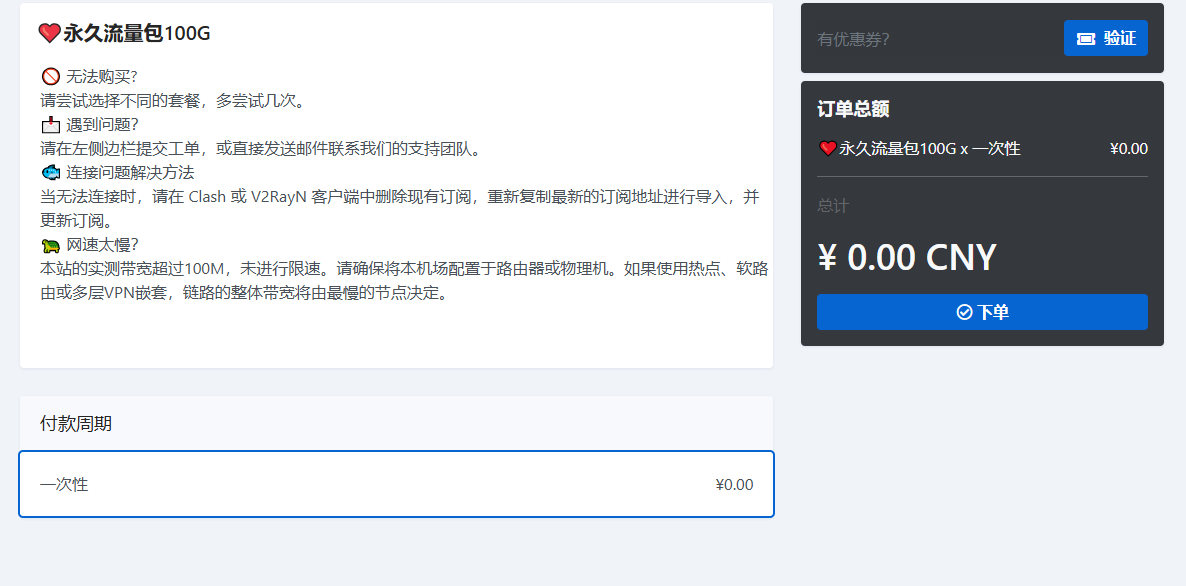 ❤️永久流量包100G
🚫 无法购买?
请尝试选择不同的套餐，多尝试几次。
📩 遇到问题?
请在左侧边栏提交工单，或直接发送邮件联系我们的支持团队。
🐟 连接问题解决方法
当无法连接时，请在 Clash 或 V2RayN 客户端中删除现有订阅，重新复制最新的订阅地址进行导入，并
更新订阅。
🐢 网速太慢?
本站的实测带宽超过100M，未进行限速。请确保将本机场配置于路由器或物理机。如果使用热点、软路
由或多层VPN嵌套，链路的整体带宽将由最慢的节点决定。
付款周期
一次性 ¥0.00
有优惠券?
验证
订单总额
❤️永久流量包100G x 一次性 ¥0.00
总计
¥ 0.00 CNY
下单